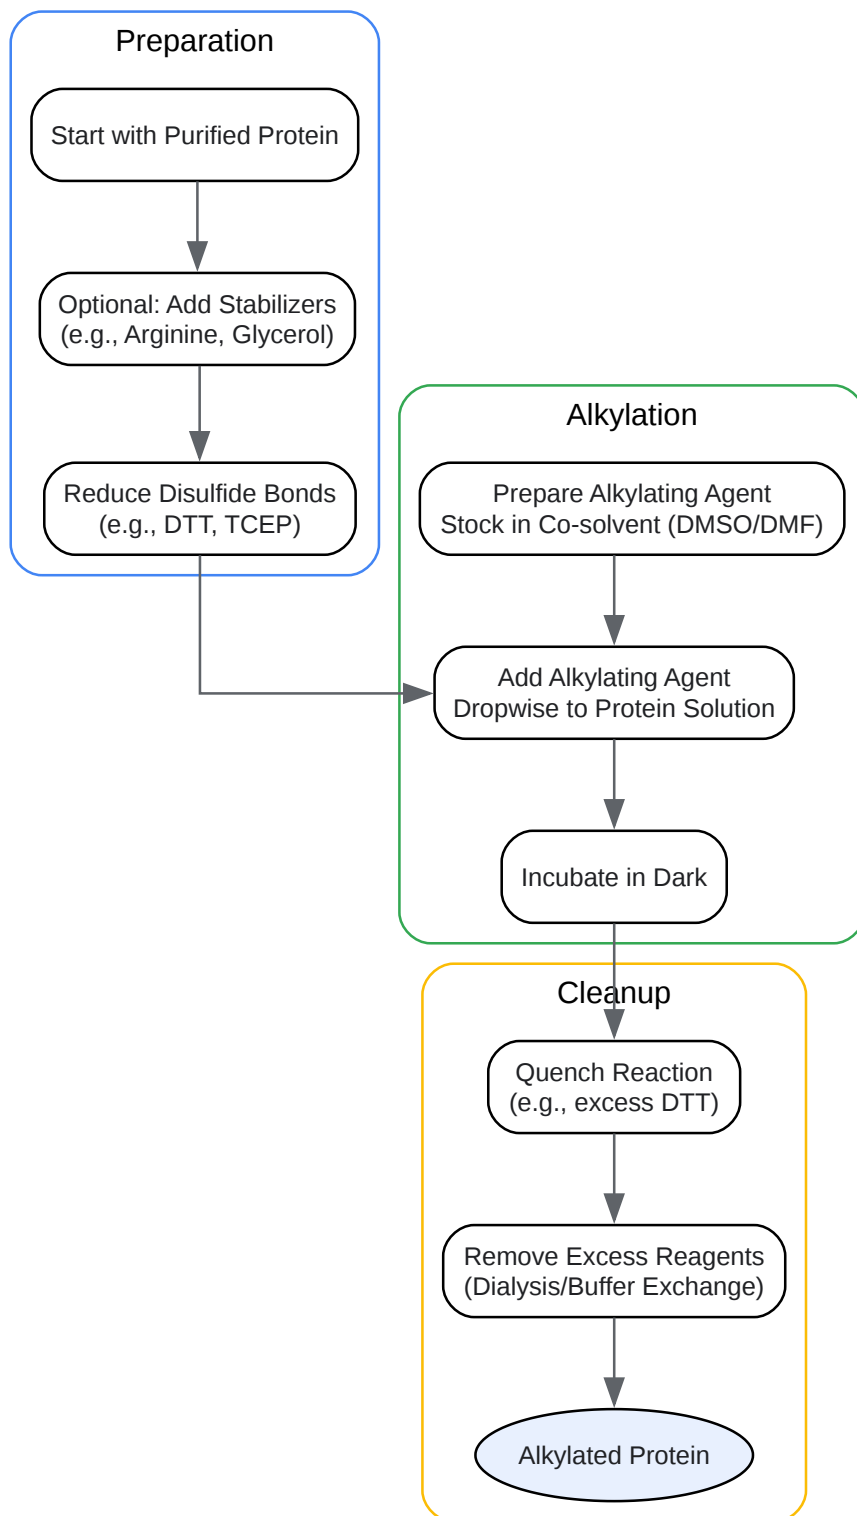 Preparation
Start with Purified Protein
Optional: Add Stabilizers
(e.g., Arginine, Glycerol)
Reduce Disulfide Bonds
(e.g., DTT, TCEP)
Alkylation
Prepare Alkylating Agent
Stock in Co-solvent (DMSO/DMF)
Add Alkylating Agent
Dropwise to Protein Solution
Incubate in Dark
Cleanup
Quench Reaction
(e.g., excess DTT)
Remove Excess Reagents
(Dialysis/Buffer Exchange)
Alkylated Protein